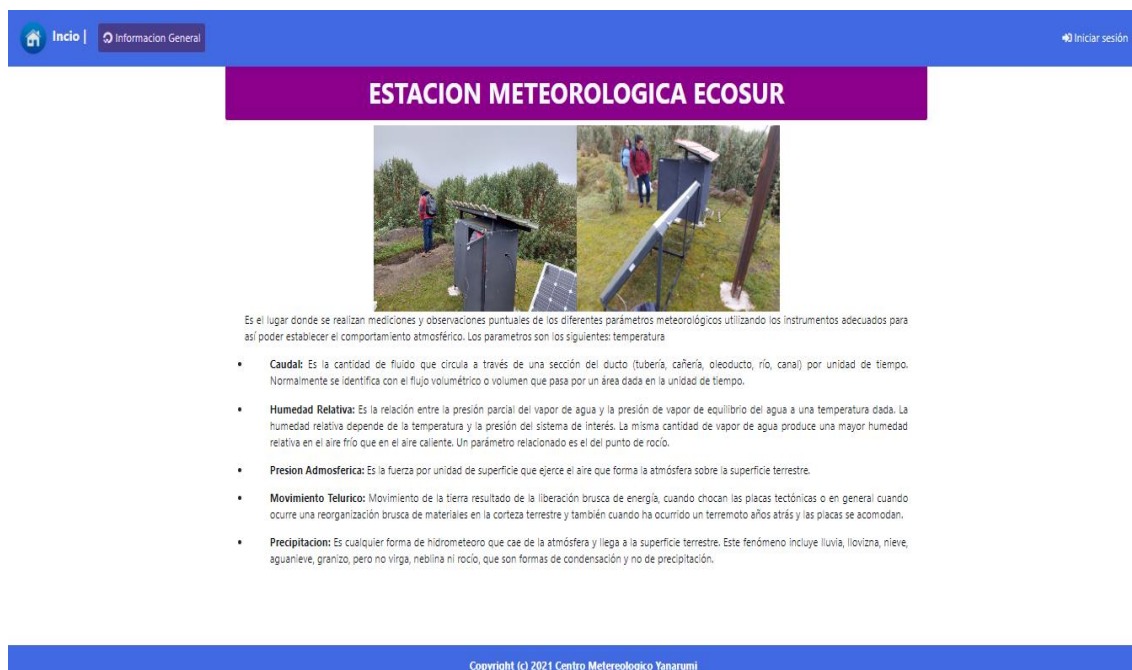 Incio |
Informacion General
Iniciar sesión
ESTACION METEOROLOGICA ECOSUR
Es el lugar donde se realizan mediciones y observaciones puntuales de los diferentes parámetros meteorológicos utilizando los instrumentos adecuados para
así poder establecer el comportamiento atmosférico. Los parametros son los siguientes: temperatura
• Caudal: Es la cantidad de fluido que circula a través de una sección del ducto (tubería, cañería, oleoducto, río, canal) por unidad de tiempo.
Normalmente se identifica con el flujo volumétrico o volumen que pasa por un área dada en la unidad de tiempo.
• Humedad Relativa: Es la relación entre la presión parcial del vapor de agua y la presión de vapor de equilibrio del agua a una temperatura dada. La
humedad relativa depende de la temperatura y la presión del sistema de interés. La misma cantidad de vapor de agua produce una mayor humedad
relativa en el aire frío que en el aire caliente. Un parámetro relacionado es el del punto de rocío.
• Presion Admosferica: Es la fuerza por unidad de superficie que ejerce el aire que forma la atmósfera sobre la superficie terrestre.
• Movimiento Telurico: Movimiento de la tierra resultado de la liberación brusca de energía, cuando chocan las placas tectónicas o en general cuando
ocurre una reorganización brusca de materiales en la corteza terrestre y también cuando ha ocurrido un terremoto años atrás y las placas se acomodan.
• Precipitacion: Es cualquier forma de hidrometeoro que cae de la atmósfera y llega a la superficie terrestre. Este fenómeno incluye lluvia, llovizna, nieve,
aguanieve, granizo, pero no virga, neblina ni rocío, que son formas de condensación y no de precipitación.
Copyright (c) 2021 Centro Metereologico Yanarumi